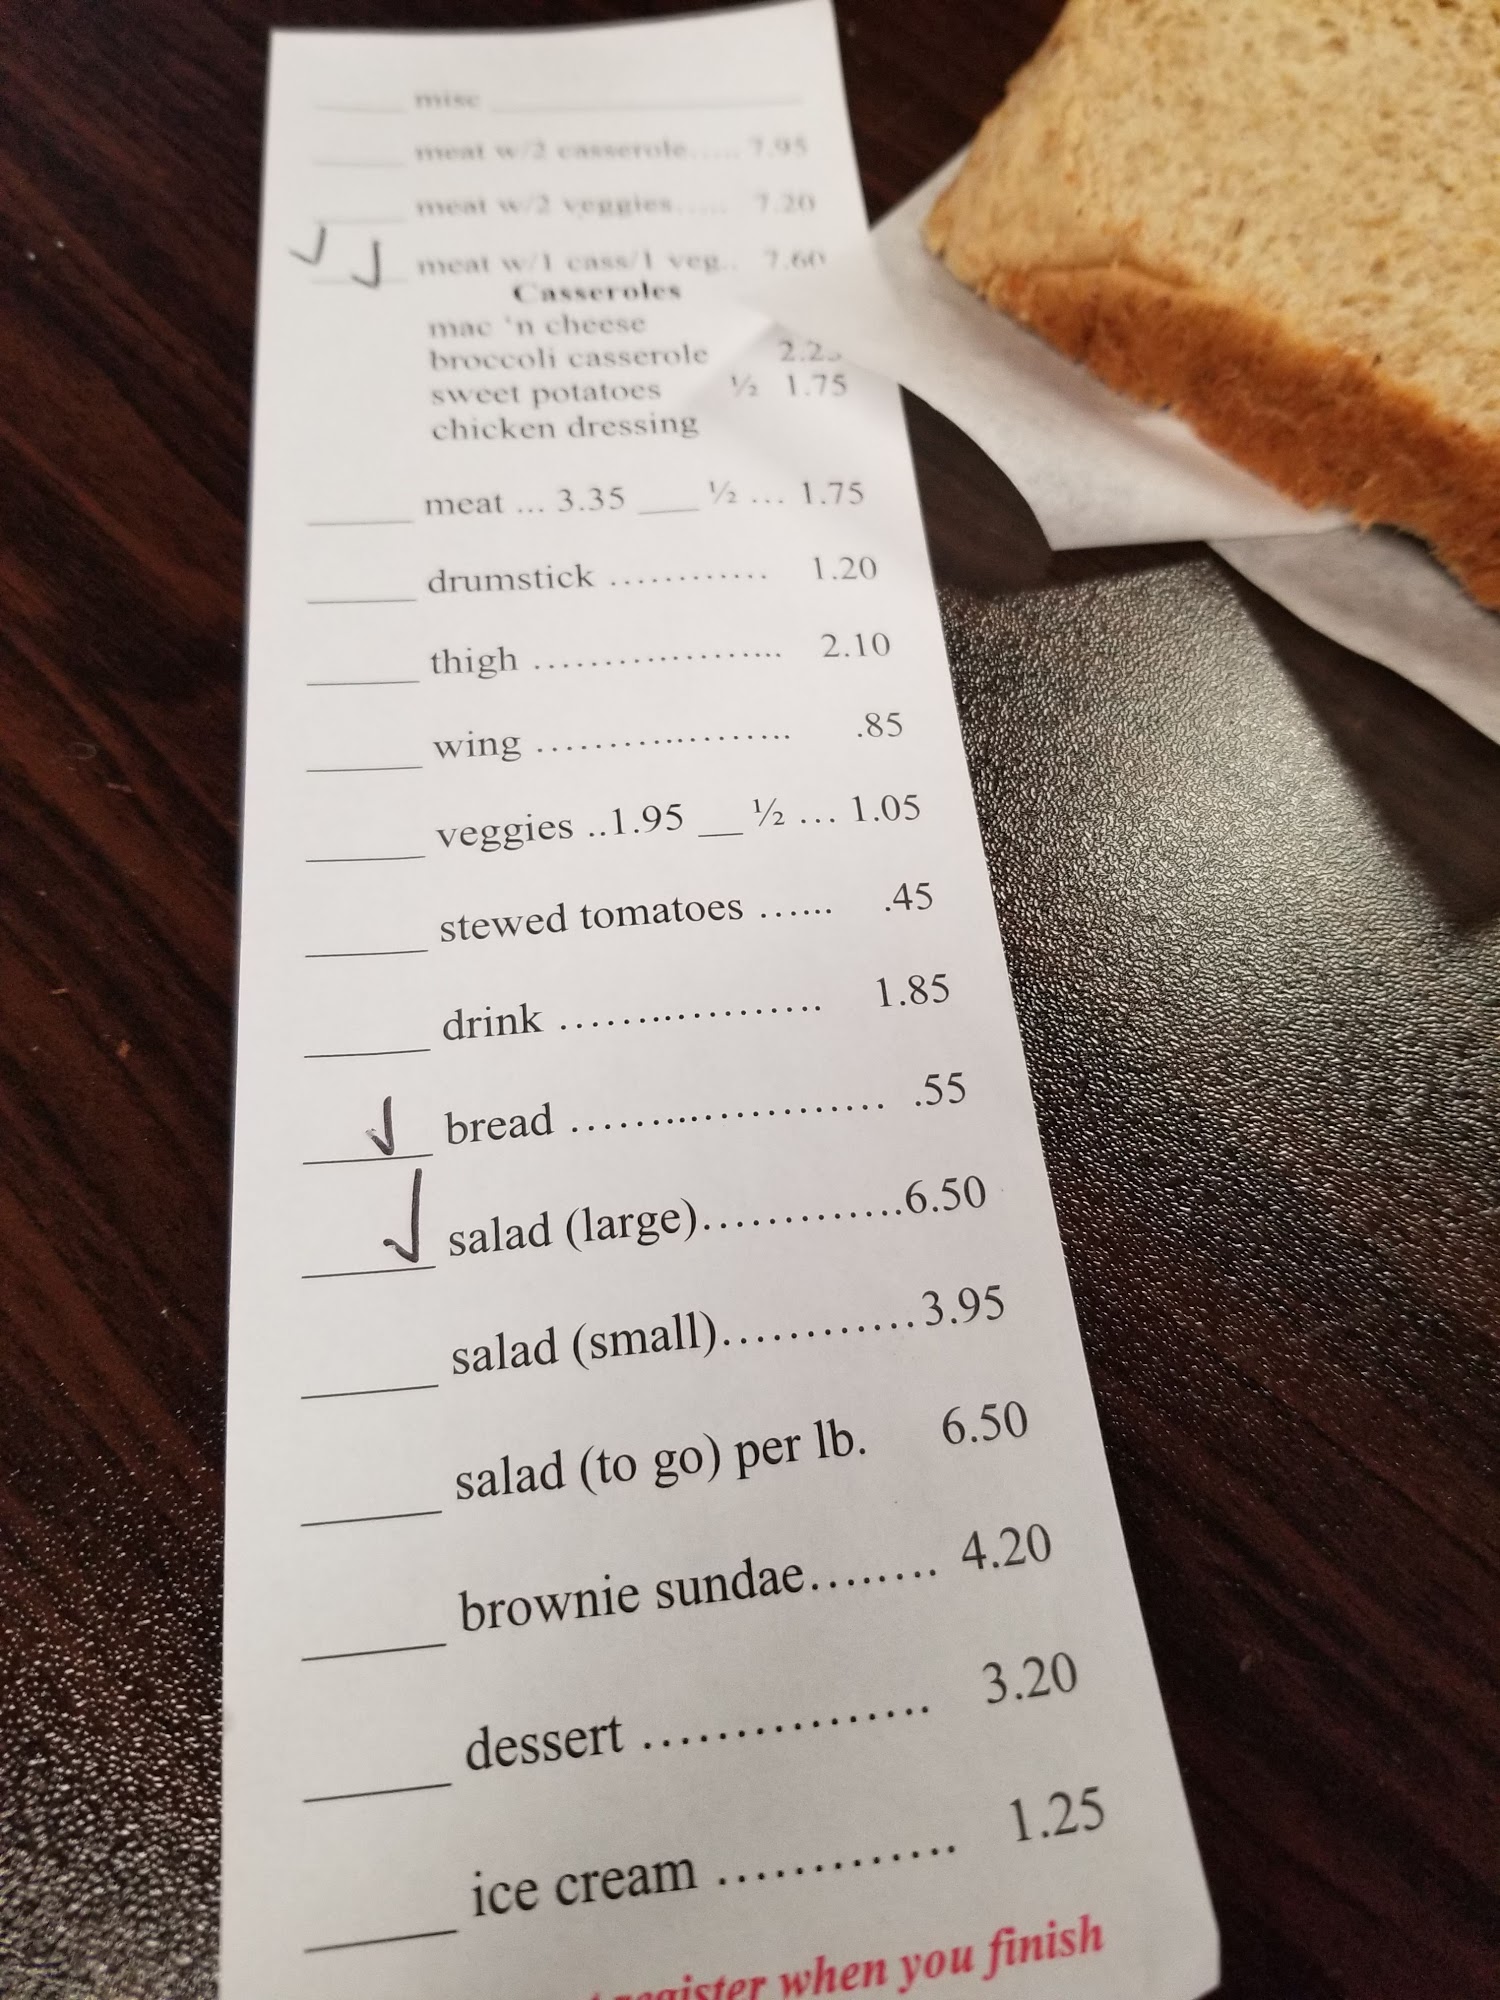 misc
meat w/2 casserole..... 7.95
meat w/2 veggies..... 7.20
meat w/1 cass/1 veg.. 7.60
Casseroles
mac 'n cheese
broccoli casserole
sweet potatoes ½ 1.75
chicken dressing
meat ... 3.35 ___ ½ ... 1.75
drumstick ............ 1.20
thigh ................... 2.10
wing ................... .85
veggies ..1.95 __ ½ ... 1.05
stewed tomatoes ...... .45
drink ................... 1.85
bread ....................... .55
salad (large)..............6.50
salad (small)............3.95
salad (to go) per lb. 6.50
brownie sundae........ 4.20
dessert ................ 3.20
ice cream ............. 1.25
register when you finish